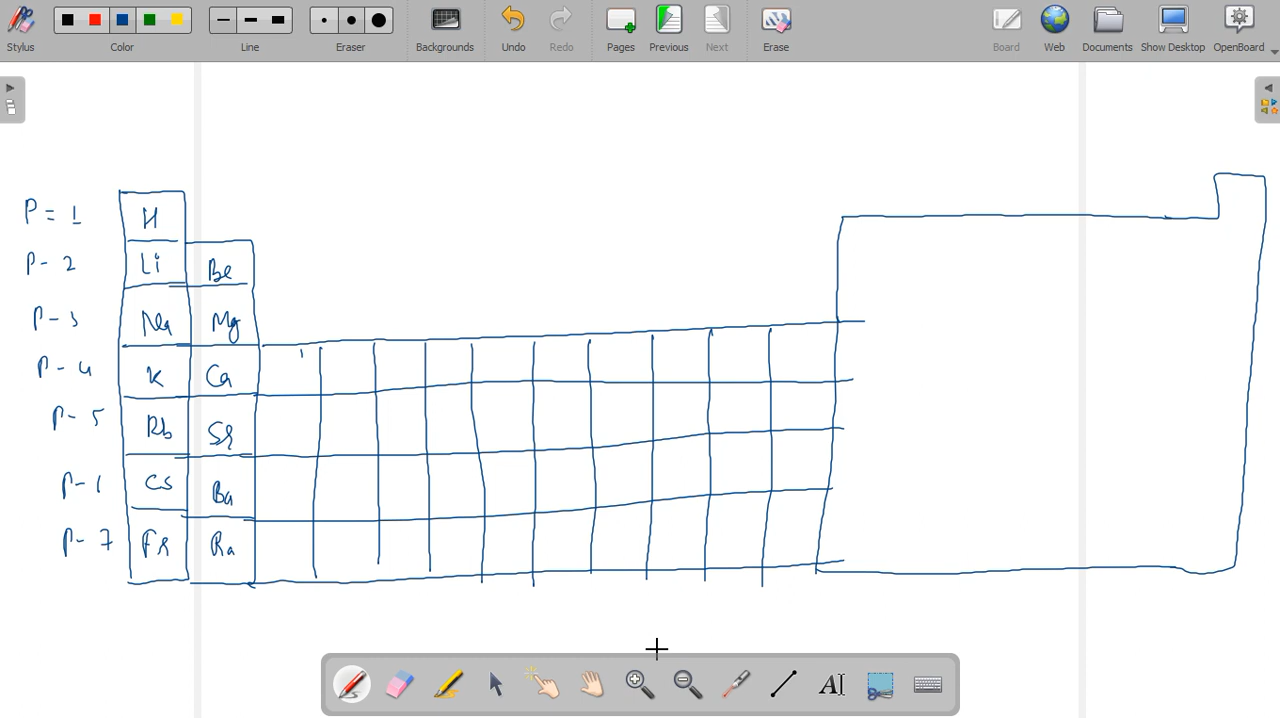 Stylus Color Line Eraser Backgrounds Undo Redo Pages Previous Next Erase Board Web Documents Show Desktop OpenBoard
P = 1 H
P - 2 Li Be
P - 3 Na Mg
P - 4 K Ca
P - 5 Rb Sr
P - 1 Cs Ba
P - 7 Fr Ra